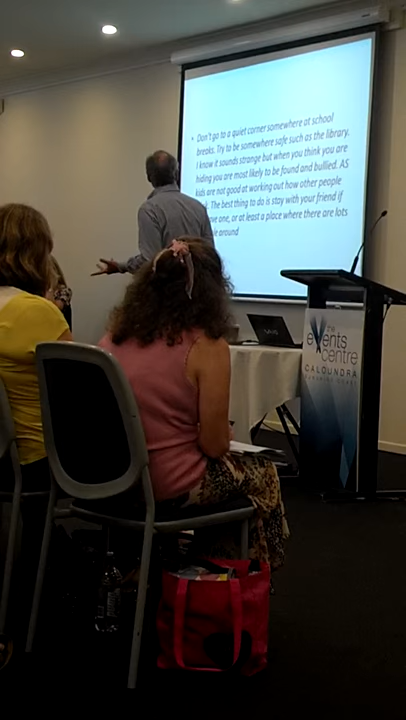 • Don't go to a quiet corner somewhere at school
breaks. Try to be somewhere safe such as the library.
I know it sounds strange but when you think you are
hiding you are most likely to be found and bullied. AS
kids are not good at working out how other people
The best thing to do is stay with your friend if
one, or at least a place where there are lots
around
the
events
centre
CALOUNDRA
SUNSHINE COAST